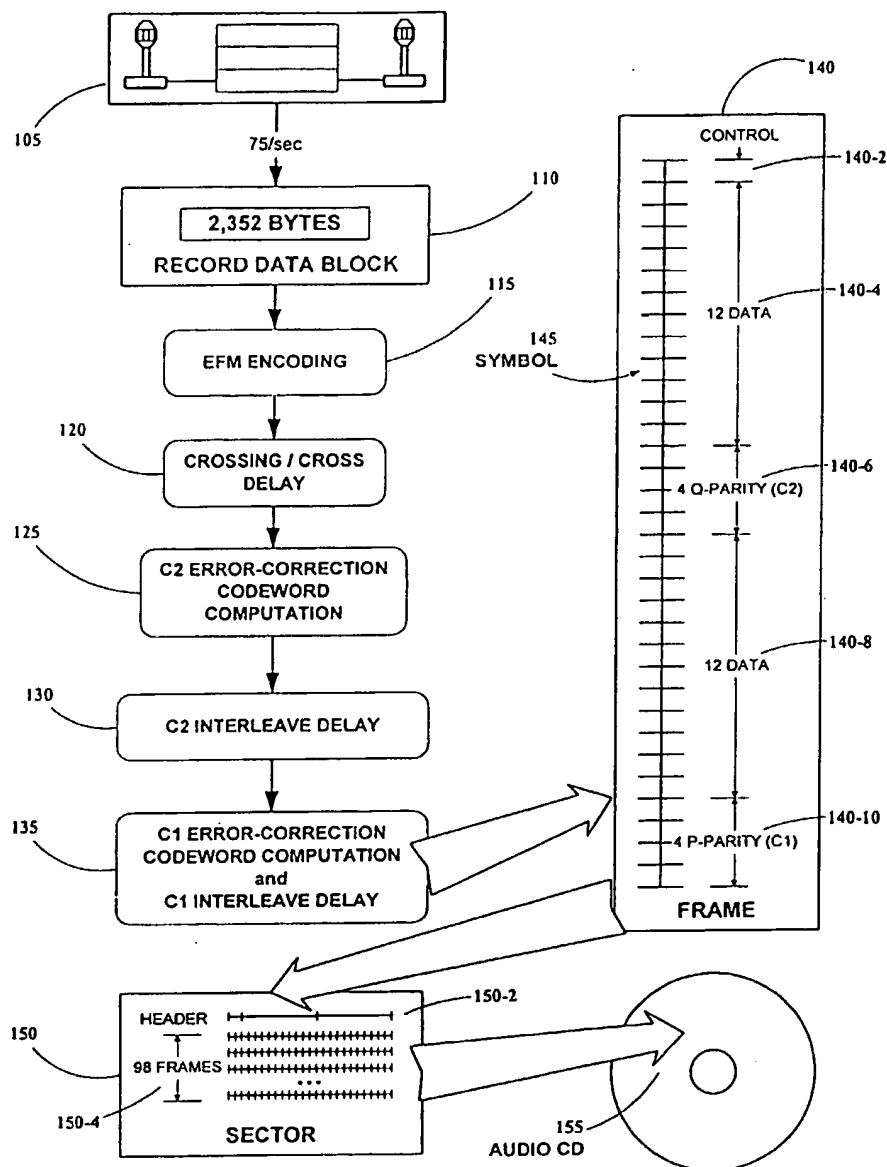 105
75/sec
110
2,352 BYTES
RECORD DATA BLOCK
115
EFM ENCODING
120
CROSSING / CROSS
DELAY
125
C2 ERROR-CORRECTION
CODEWORD
COMPUTATION
130
C2 INTERLEAVE DELAY
135
C1 ERROR-CORRECTION
CODEWORD COMPUTATION
and
C1 INTERLEAVE DELAY
140
CONTROL
140-2
140-4
12 DATA
145
SYMBOL
140-6
4 Q-PARITY (C2)
140-8
12 DATA
140-10
4 P-PARITY (C1)
FRAME
150
HEADER
150-2
98 FRAMES
150-4
SECTOR
155
AUDIO CD